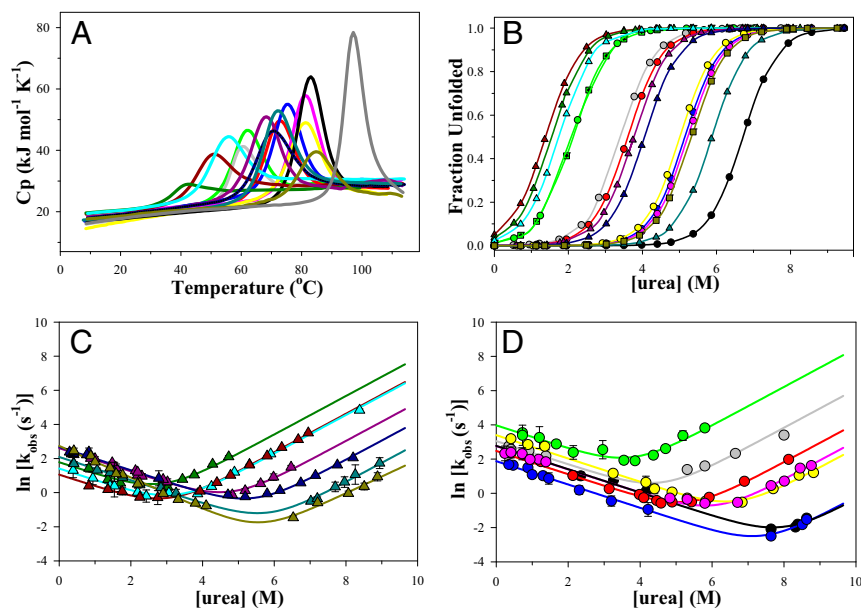 A
Cp (kJ mol⁻¹ K⁻¹)
80
60
40
20
0 20 40 60 80 100
Temperature (°C)
B
Fraction Unfolded
1.0
0.8
0.6
0.4
0.2
0.0
0 2 4 6 8
[urea] (M)
C
ln [k_obs (s⁻¹)]
10
8
6
4
2
0
-2
-4
0 2 4 6 8 10
[urea] (M)
D
ln [k_obs (s⁻¹)]
10
8
6
4
2
0
-2
-4
0 2 4 6 8 10
[urea] (M)